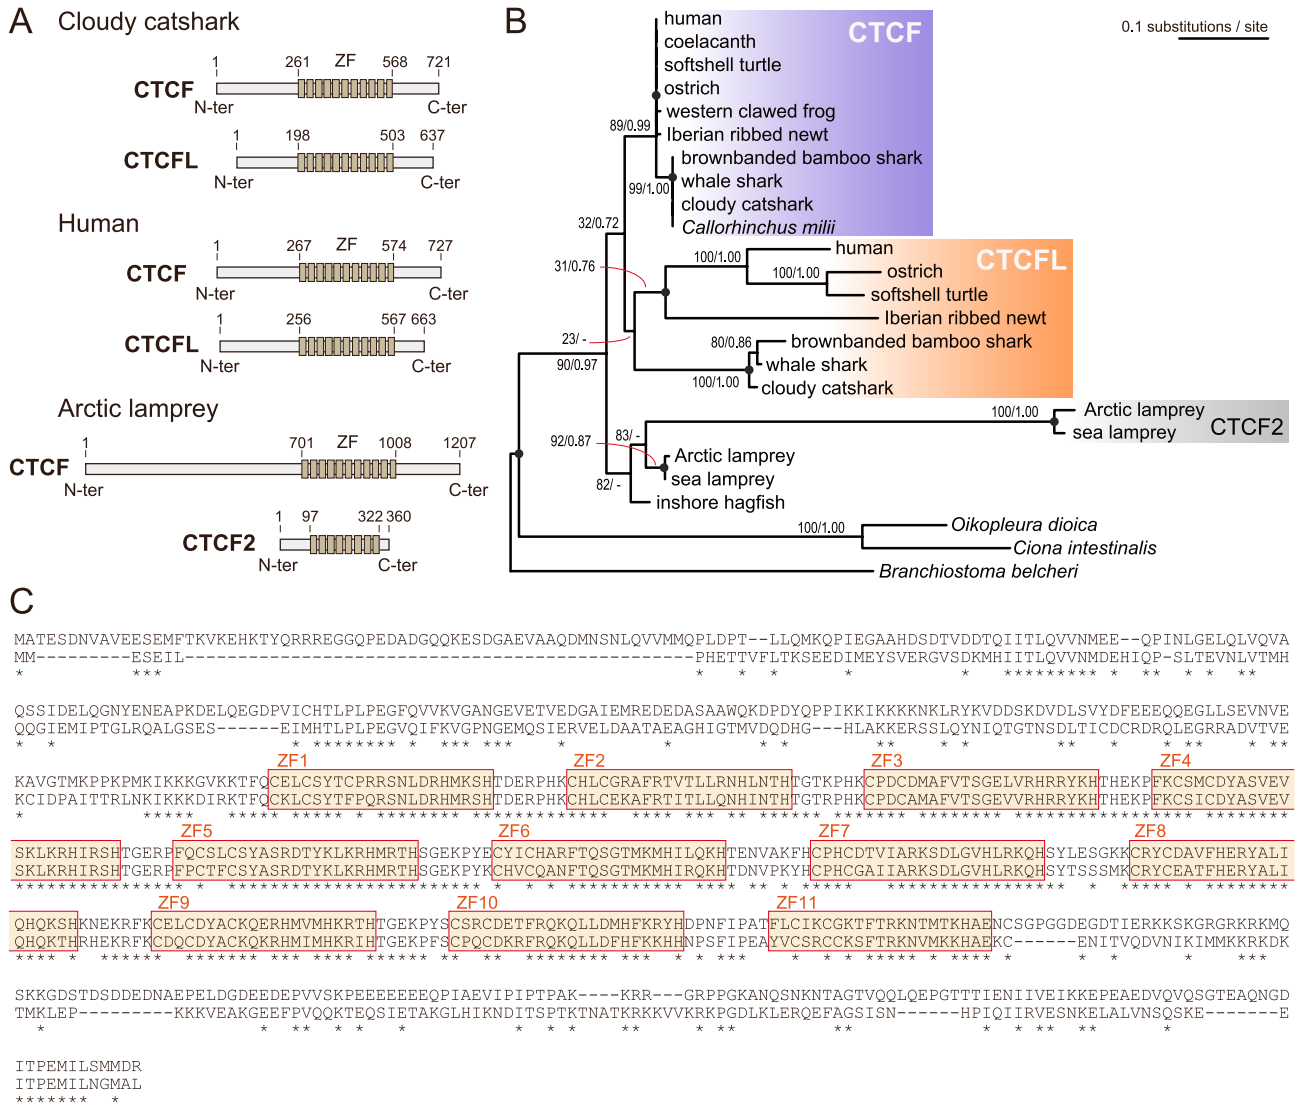 A
Cloudy catshark
1
261
ZF
568
721
CTCF
N-ter
C-ter
1
198
503
637
CTCFL
N-ter
C-ter
Human
1
267
ZF
574
727
CTCF
N-ter
C-ter
1
256
567
663
CTCFL
N-ter
C-ter
Arctic lamprey
1
701
ZF
1008
1207
CTCF
N-ter
C-ter
1
97
322
360
CTCF2
N-ter
C-ter
B
0.1 substitutions / site
CTCF
human
coelacanth
softshell turtle
ostrich
western clawed frog
Iberian ribbed newt
brownbanded bamboo shark
whale shark
cloudy catshark
Callorhinchus milii
89/0.99
99/1.00
32/0.72
31/0.76
CTCFL
human
ostrich
softshell turtle
Iberian ribbed newt
brownbanded bamboo shark
whale shark
cloudy catshark
100/1.00
100/1.00
23/ -
80/0.86
90/0.97
100/1.00
100/1.00
Arctic lamprey
sea lamprey
CTCF2
92/0.87
83/ -
Arctic lamprey
sea lamprey
82/ -
inshore hagfish
100/1.00
Oikopleura dioica
Ciona intestinalis
Branchiostoma belcheri
C
MATESDNVAVEESEMFTKVKEHKTYQRRREGGQPEDADGQQKESDGAEVAAQDMNSNLQVVMMQPLDPT--LLQMKQPIEGAAHDSDTVDDTQIITLQVVNMEE--QPINLGELQLVQVA
MM--------ESEIL-------------------------------------------PHETTVFLTKSEEDIMEYSVERGVSDKMHIITLQVVNMDEHIQP-SLTEVNLVTMH
QSSIDELQGNYENEAPKDELQEGDPVICHTLPLPEGFQVVKVGANGEVETVEDGAIEMREDEDASAAWQKDPDYQPPIKKIKKKKNKLRYKVDDSKDVDLSVYDFEEEQQEGLLSEVNVE
QQGIEMIPTGLRQALGSES------EIMHTLPLPEGVQIFKVGPNGEMQSIERVELDAATAEAGHIGTMVQDQHG---HLAKKERSSLQYNIQTGTNSDLTICDCRDRQLEGRRADVTVE
ZF1
ZF2
ZF3
ZF4
KAVGTMKPPKPMKIKKKGVKKTFQCELCSYTCPRRSNLDRHMKSHTDERPHKCHLCGRAFRTVTLLRNHLNTHTGTKPHKCPDCDMAFVTSGELVRHRRYKHTHEKPFKCSMCDYASVEV
KCIDPAITTRLNKIKKKDIRKTFQCKLCSYTFPQRSNLDRHMRSHTDERPHKCHLCEKAFRTITLLQNHINTHTGTRPHKCPDCAMAFVTSGEVVRHRRYKHTHEKPFKCSICDYASVEV
ZF5
ZF6
ZF7
ZF8
SKLKRHIRSHTGERPFQCSLCSYASRDTYKLKRHMRTHSGEKPYECYICHARFTQSGTMKMHILQKHTENVAKFHCPHCDTVIARKSDLGVHLRKQHSYLESGKKCRYCDAVFHERYALI
SKLKRHIRSHTGERPFPCTFCSYASRDTYKLKRHMRTHSGEKPYKCHVCQANFTQSGTMKMHIRQKHTDNVPKYHCPHCGAIIARKSDLGVHLRKQHSYTSSSMKCRYCEATFHERYALI
ZF9
ZF10
ZF11
QHQKSHKNEKRFKCELCDYACKQERHMVMHKRTHTGEKPYSCSRCDETFRQKQLLDMHFKRYHDPNFIPATFLCIKCGKTFTRKNTMTKHAENCSGPGGDEGDTIERKKSKGRGRKRKMQ
QHQKTHRHEKRFKCDQCDYACKQKRHMIMHKRIHTGEKPFSCPQCDKRFRQKQLLDFHFKKHHNPSFIPEAYVCSRCCKSFTRKNVMKKHAEKC------ENITVQDVNIKIMMKKRKDK
SKKGDSTDSDDEDNAEPELDGDEEDEPVVSKPEEEEEEEQPIAEVIPIPTPAK----KRR---GRPPGKANQSNKNTAGTVQQLQEPGTTTIENIIVEIKKEPEAEDVQVQSGTEAQNGD
TMKLEP---------KKKVEAKGEEFPVQQKTEQSIETAKGLHIKNDITSPTKTNATKRKKVVKRKPGDLKLERQEFAGSISN------HPIQIIRVESNKELALVNSQSKE-------E
ITPEMILSMMDR
ITPEMILNGMAL